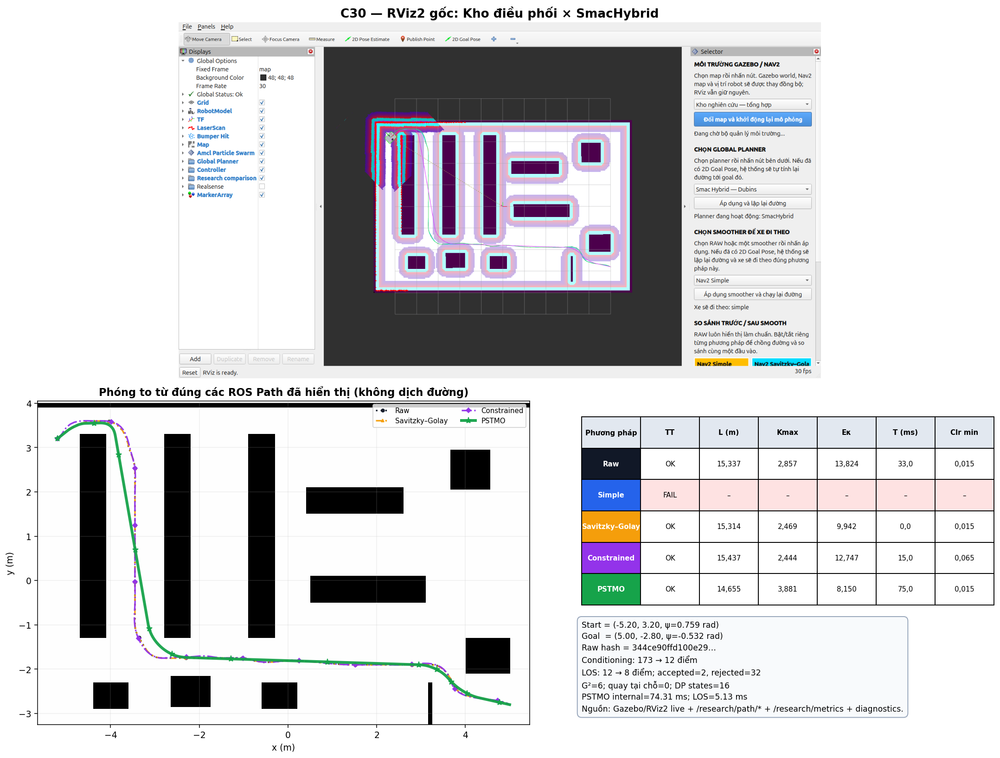 C30 — RViz2 gốc: Kho điều phối × SmacHybrid
File Panels Help
Move Camera Select Focus Camera Measure 2D Pose Estimate Publish Point 2D Goal Pose
Displays
Global Options
Fixed Frame map
Background Color 48; 48; 48
Frame Rate 30
Global Status: Ok
Grid
RobotModel
TF
LaserScan
Bumper Hit
Map
Amcl Particle Swarm
Global Planner
Controller
Research comparison
Realsense
MarkerArray
Add Duplicate Remove Rename
Reset RViz is ready.
Selector
MÔI TRƯỜNG GAZEBO / NAV2
Chọn map rồi nhấn nút. Gazebo world, Nav2
map và vị trí robot sẽ được thay đồng bộ;
RViz vẫn giữ nguyên.
Kho nghiên cứu — tổng hợp
Đổi map và khởi động lại mô phỏng
Đang chờ bộ quản lý môi trường...
CHỌN GLOBAL PLANNER
Chọn planner rồi nhấn nút bên dưới. Nếu đã
có 2D Goal Pose, hệ thống sẽ tự tính lại
đường tới goal đó.
Smac Hybrid — Dubins
Áp dụng và lập lại đường
Planner đang hoạt động: SmacHybrid
CHỌN SMOOTHER ĐỂ XE ĐI THEO
Chọn RAW hoặc một smoother rồi nhấn áp
dụng. Nếu đã có 2D Goal Pose, hệ thống sẽ
lập lại đường và xe sẽ đi theo đúng phương
pháp này.
Nav2 Simple
Áp dụng smoother và chạy lại đường
Xe sẽ đi theo: simple
SO SÁNH TRƯỚC / SAU SMOOTH
RAW luôn hiển thị làm chuẩn. Bật/tắt riêng
từng phương pháp để chồng đường và so
sánh cùng một đầu vào.
Nav2 Simple Nav2 Savitzky–Gola
30 fps
Phóng to từ đúng các ROS Path đã hiển thị (không dịch đường)
Raw Constrained
Savitzky–Golay PSTMO
4
3
2
1
0
−1
−2
−3
y (m)
−4 −2 0 2 4
x (m)
Phương pháp TT L (m) Kmax Eκ T (ms) Clr min
Raw OK 15,337 2,857 13,824 33,0 0,015
Simple FAIL – – – – –
Savitzky–Golay OK 15,314 2,469 9,942 0,0 0,015
Constrained OK 15,437 2,444 12,747 15,0 0,065
PSTMO OK 14,655 3,881 8,150 75,0 0,015
Start = (-5.20, 3.20, ψ=0.759 rad)
Goal = (5.00, -2.80, ψ=-0.532 rad)
Raw hash = 344ce90ffd100e29...
Conditioning: 173 → 12 điểm
LOS: 12 → 8 điểm; accepted=2, rejected=32
G²=6; quay tại chỗ=0; DP states=16
PSTMO internal=74.31 ms; LOS=5.13 ms
Nguồn: Gazebo/RViz2 live + /research/path/* + /research/metrics + diagnostics.